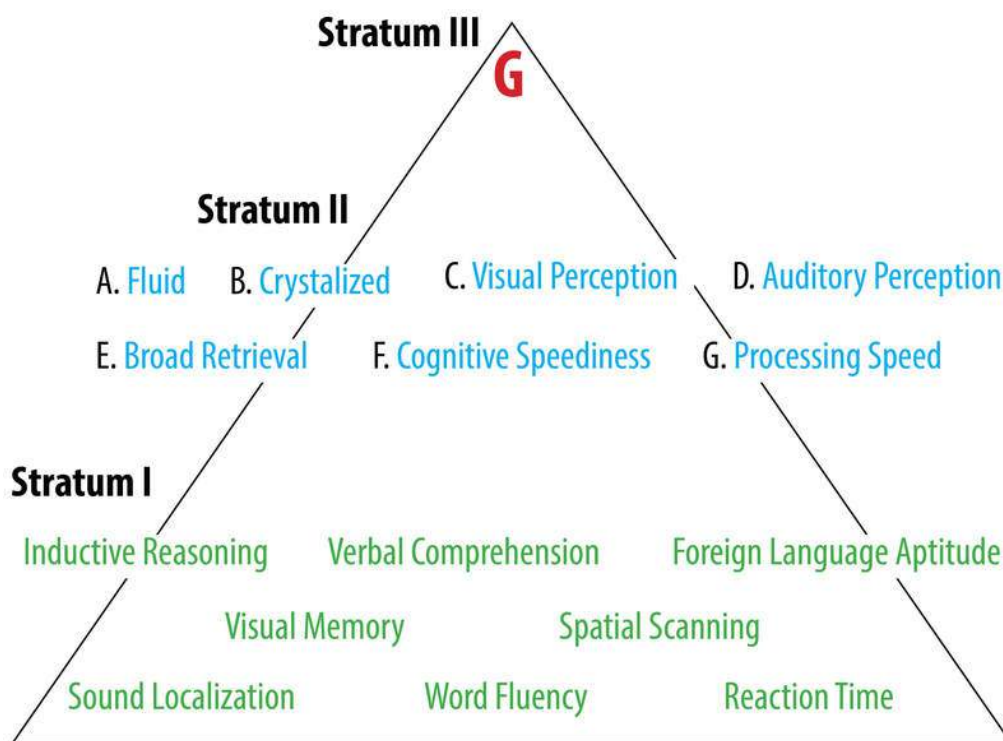 Stratum III
G
Stratum II
A. Fluid B. Crystalized C. Visual Perception D. Auditory Perception
E. Broad Retrieval F. Cognitive Speediness G. Processing Speed
Stratum I
Inductive Reasoning Verbal Comprehension Foreign Language Aptitude
Visual Memory Spatial Scanning
Sound Localization Word Fluency Reaction Time